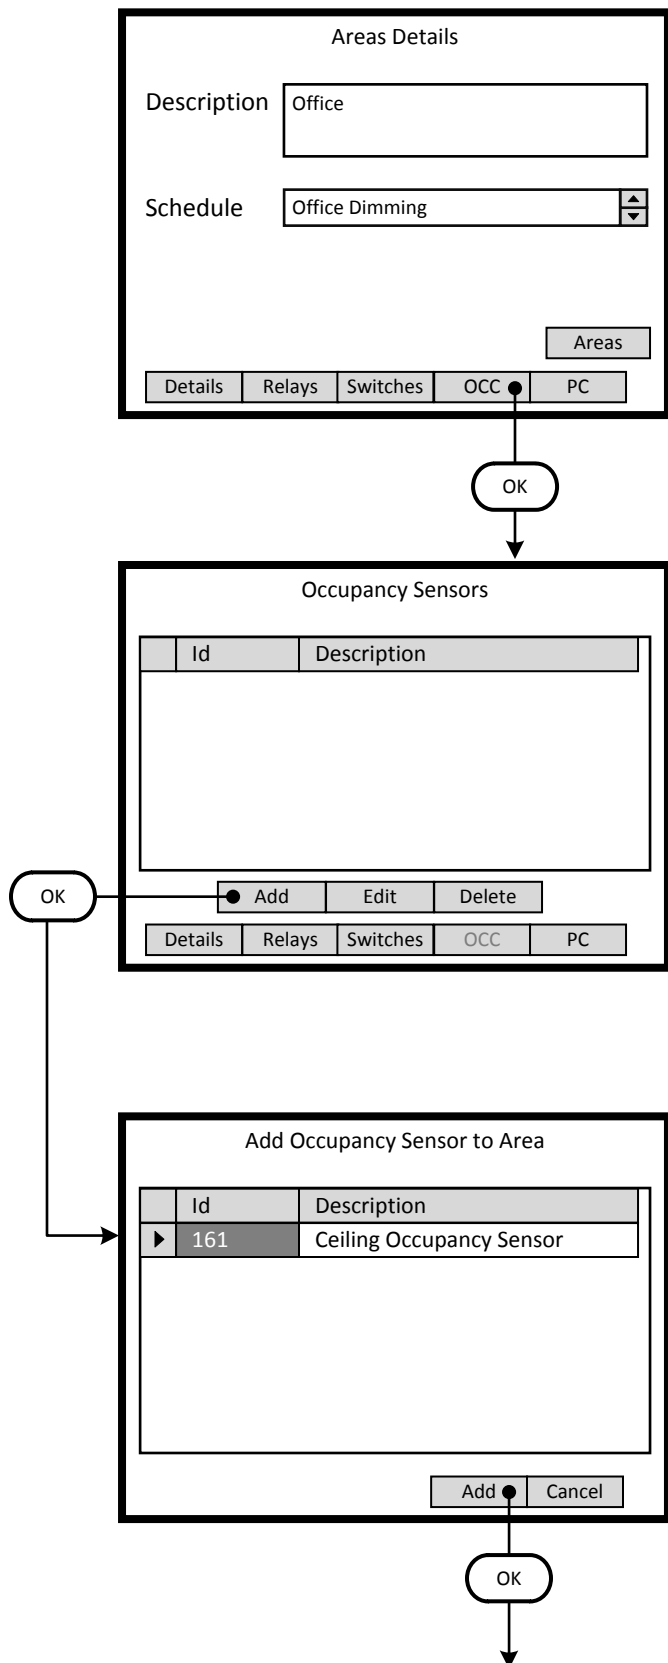 Areas Details
Description
Office
Schedule
Office Dimming
Areas
Details Relays Switches OCC PC
OK
Occupancy Sensors
Id Description
OK
Add Edit Delete
Details Relays Switches OCC PC
Add Occupancy Sensor to Area
Id Description
161 Ceiling Occupancy Sensor
Add Cancel
OK